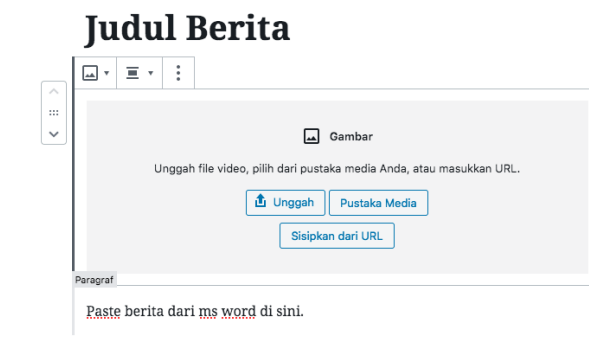 Judul Berita
Gambar
Unggah file video, pilih dari pustaka media Anda, atau masukkan URL.
Unggah
Pustaka Media
Sisipkan dari URL
Paragraf
Paste berita dari ms word di sini.